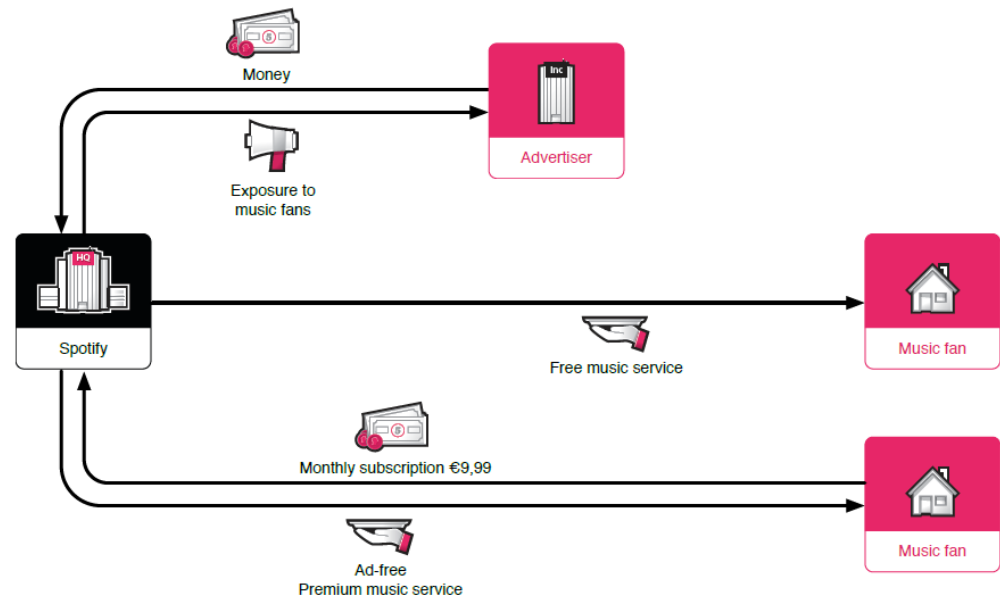 Money
Inc
Advertiser
Exposure to
music fans
HQ
Spotify
Free music service
Music fan
Monthly subscription €9,99
Ad-free
Premium music service
Music fan